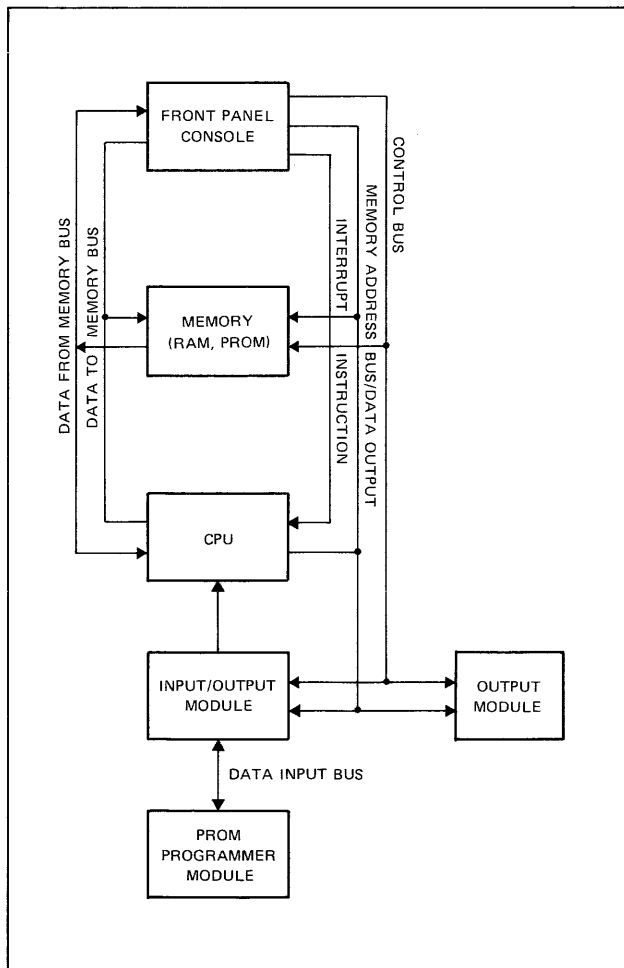 FRONT PANEL
CONSOLE
CONTROL BUS
MEMORY ADDRESS BUS/DATA OUTPUT
INTERRUPT INSTRUCTION
DATA FROM MEMORY BUS
DATA TO MEMORY BUS
MEMORY
(RAM, PROM)
CPU
INPUT/OUTPUT
MODULE
OUTPUT
MODULE
DATA INPUT BUS
PROM
PROGRAMMER
MODULE